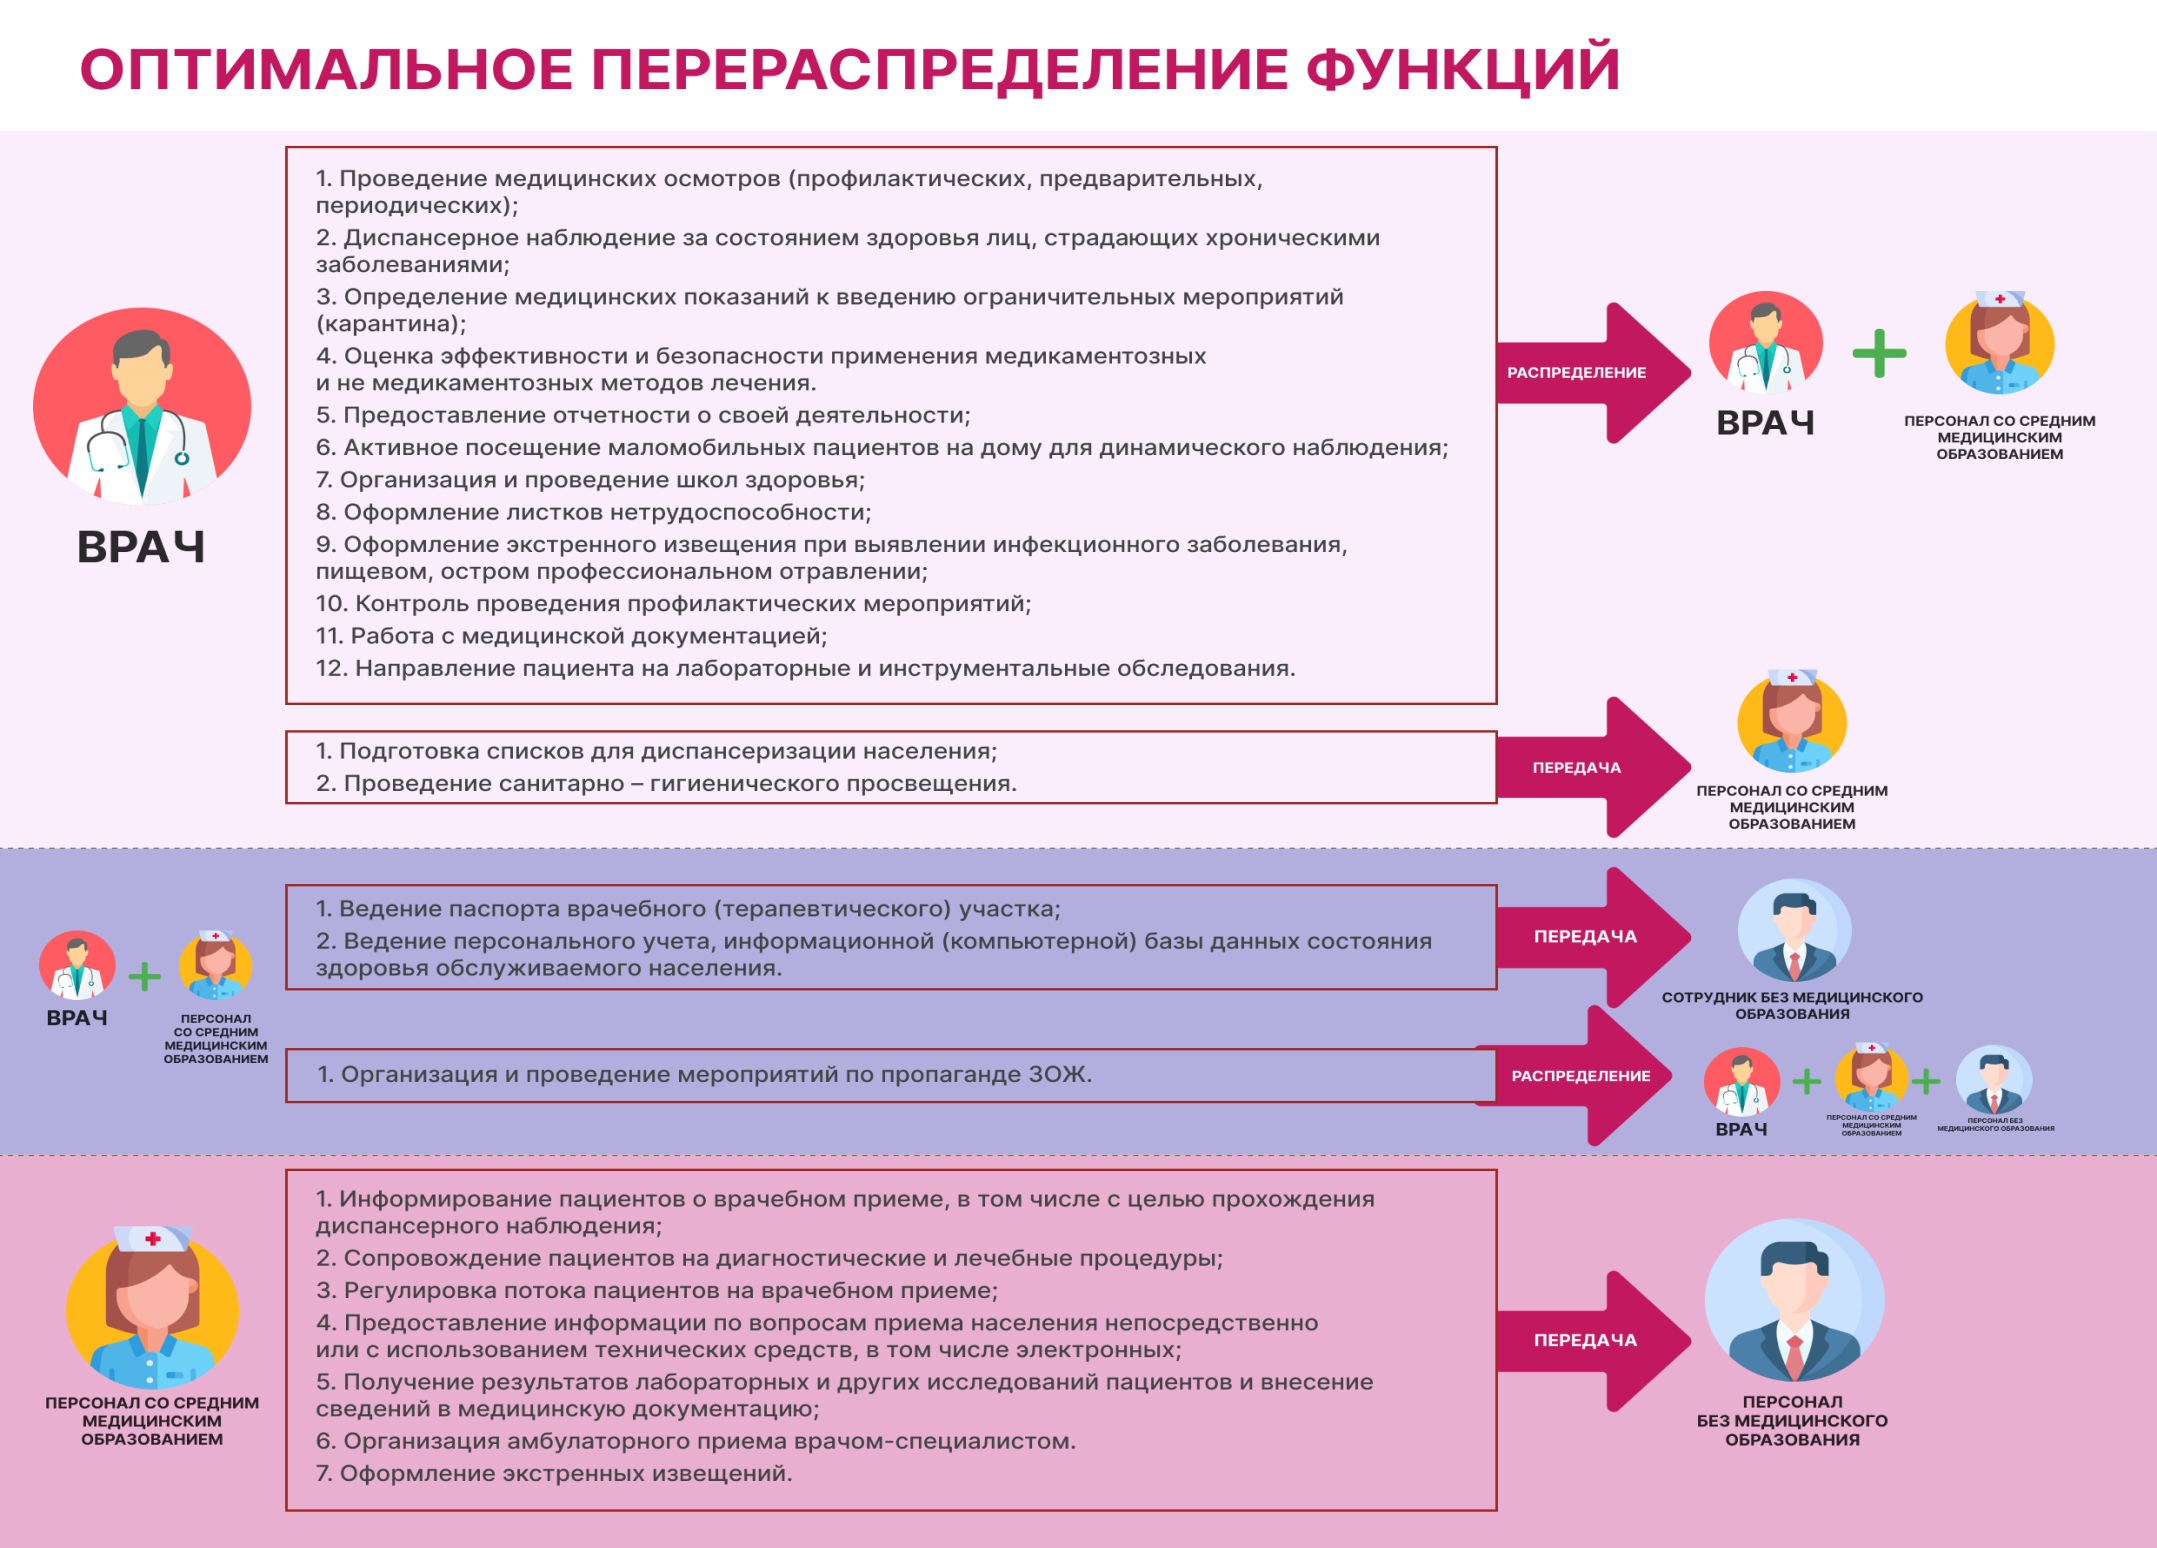 ОПТИМАЛЬНОЕ ПЕРЕРАСПРЕДЕЛЕНИЕ ФУНКЦИЙ
ВРАЧ
1. Проведение медицинских осмотров (профилактических, предварительных,
периодических);
2. Диспансерное наблюдение за состоянием здоровья лиц, страдающих хроническими
заболеваниями;
3. Определение медицинских показаний к введению ограничительных мероприятий
(карантина);
4. Оценка эффективности и безопасности применения медикаментозных
и не медикаментозных методов лечения.
5. Предоставление отчетности о своей деятельности;
6. Активное посещение маломобильных пациентов на дому для динамического наблюдения;
7. Организация и проведение школ здоровья;
8. Оформление листков нетрудоспособности;
9. Оформление экстренного извещения при выявлении инфекционного заболевания,
пищевом, остром профессиональном отравлении;
10. Контроль проведения профилактических мероприятий;
11. Работа с медицинской документацией;
12. Направление пациента на лабораторные и инструментальные обследования.
РАСПРЕДЕЛЕНИЕ
ВРАЧ
ПЕРСОНАЛ СО СРЕДНИМ
МЕДИЦИНСКИМ
ОБРАЗОВАНИЕМ
1. Подготовка списков для диспансеризации населения;
2. Проведение санитарно – гигиенического просвещения.
ПЕРЕДАЧА
ПЕРСОНАЛ СО СРЕДНИМ
МЕДИЦИНСКИМ
ОБРАЗОВАНИЕМ
ВРАЧ
ПЕРСОНАЛ
СО СРЕДНИМ
МЕДИЦИНСКИМ
ОБРАЗОВАНИЕМ
1. Ведение паспорта врачебного (терапевтического) участка;
2. Ведение персонального учета, информационной (компьютерной) базы данных состояния
здоровья обслуживаемого населения.
ПЕРЕДАЧА
СОТРУДНИК БЕЗ МЕДИЦИНСКОГО
ОБРАЗОВАНИЯ
1. Организация и проведение мероприятий по пропаганде ЗОЖ.
РАСПРЕДЕЛЕНИЕ
ВРАЧ
ПЕРСОНАЛ СО СРЕДНИМ
МЕДИЦИНСКИМ
ОБРАЗОВАНИЕМ
ПЕРСОНАЛ БЕЗ
МЕДИЦИНСКОГО ОБРАЗОВАНИЯ
ПЕРСОНАЛ СО СРЕДНИМ
МЕДИЦИНСКИМ
ОБРАЗОВАНИЕМ
1. Информирование пациентов о врачебном приеме, в том числе с целью прохождения
диспансерного наблюдения;
2. Сопровождение пациентов на диагностические и лечебные процедуры;
3. Регулировка потока пациентов на врачебном приеме;
4. Предоставление информации по вопросам приема населения непосредственно
или с использованием технических средств, в том числе электронных;
5. Получение результатов лабораторных и других исследований пациентов и внесение
сведений в медицинскую документацию;
6. Организация амбулаторного приема врачом-специалистом.
7. Оформление экстренных извещений.
ПЕРЕДАЧА
ПЕРСОНАЛ
БЕЗ МЕДИЦИНСКОГО
ОБРАЗОВАНИЯ